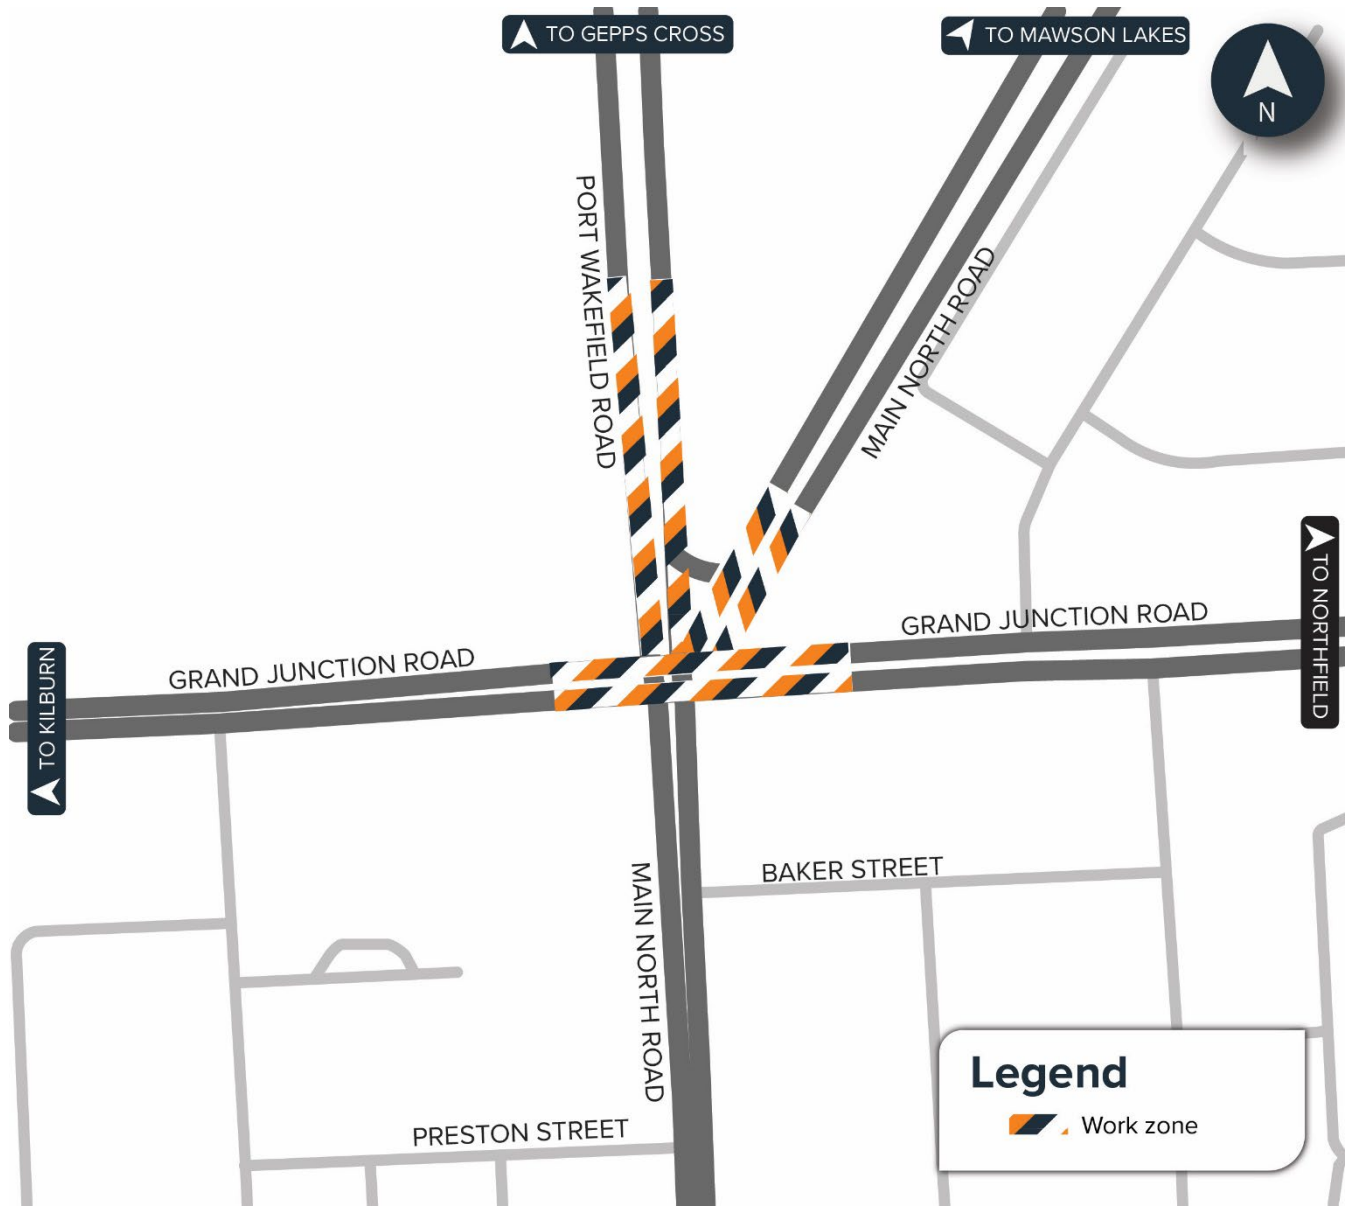 TO GEPPS CROSS
TO MAWSON LAKES
N
PORT WAKEFIELD ROAD
MAIN NORTH ROAD
GRAND JUNCTION ROAD
TO NORTHFIELD
GRAND JUNCTION ROAD
TO KILBURN
BAKER STREET
MAIN NORTH ROAD
PRESTON STREET
Legend
Work zone